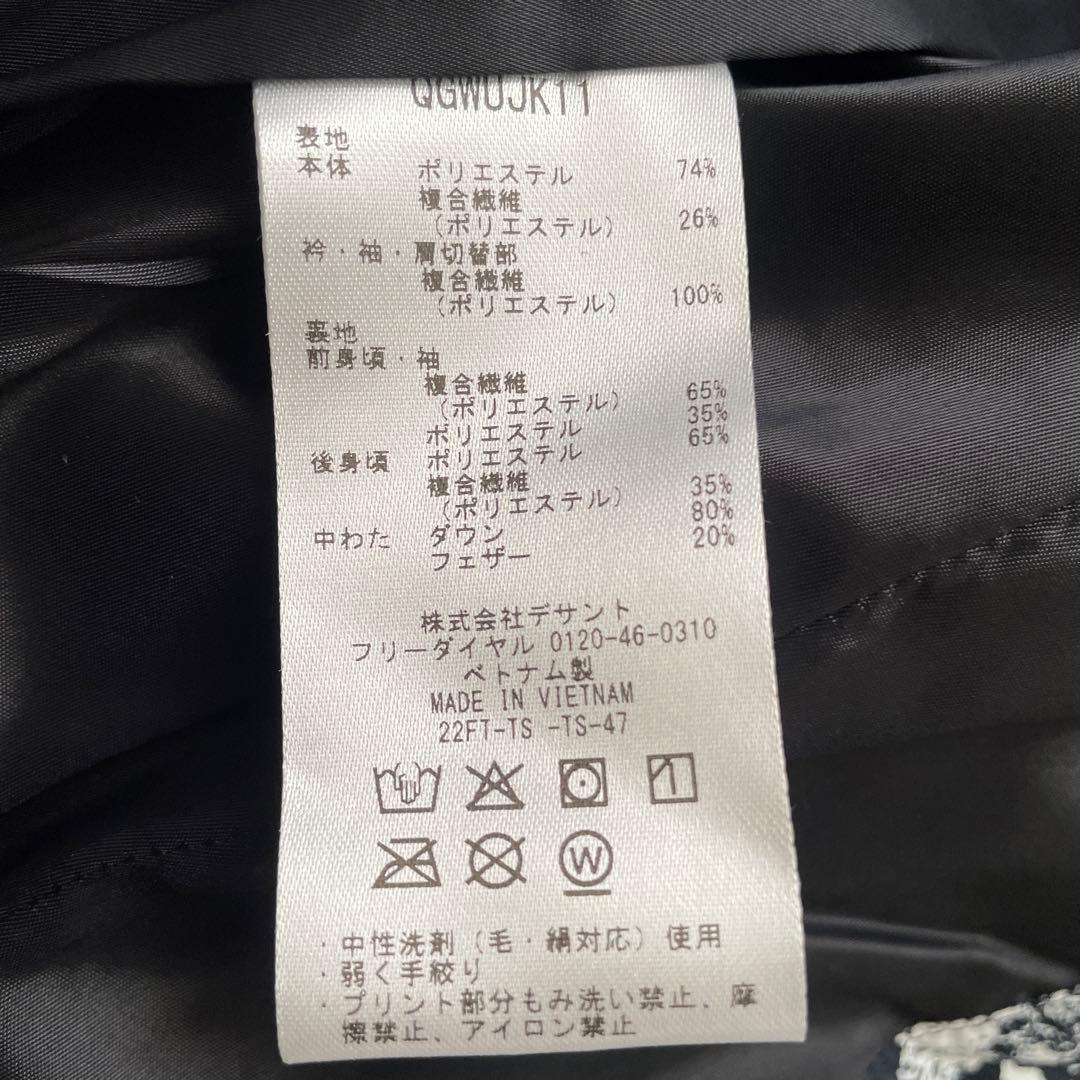 QGWUJK11
表地
本体 ポリエステル 74%
複合繊維
(ポリエステル) 26%
衿・袖・肩切替部
複合繊維
(ポリエステル) 100%
裏地
前身頃・袖
複合繊維
(ポリエステル) 65%
ポリエステル 35%
後身頃 ポリエステル 65%
複合繊維
(ポリエステル) 35%
中わた ダウン 80%
フェザー 20%
株式会社デサント
フリーダイヤル 0120-46-0310
ベトナム製
MADE IN VIETNAM
22FT-TS -TS-47
W
・中性洗剤(毛・絹対応)使用
・弱く手絞り
・プリント部分もみ洗い禁止、摩
擦禁止、アイロン禁止